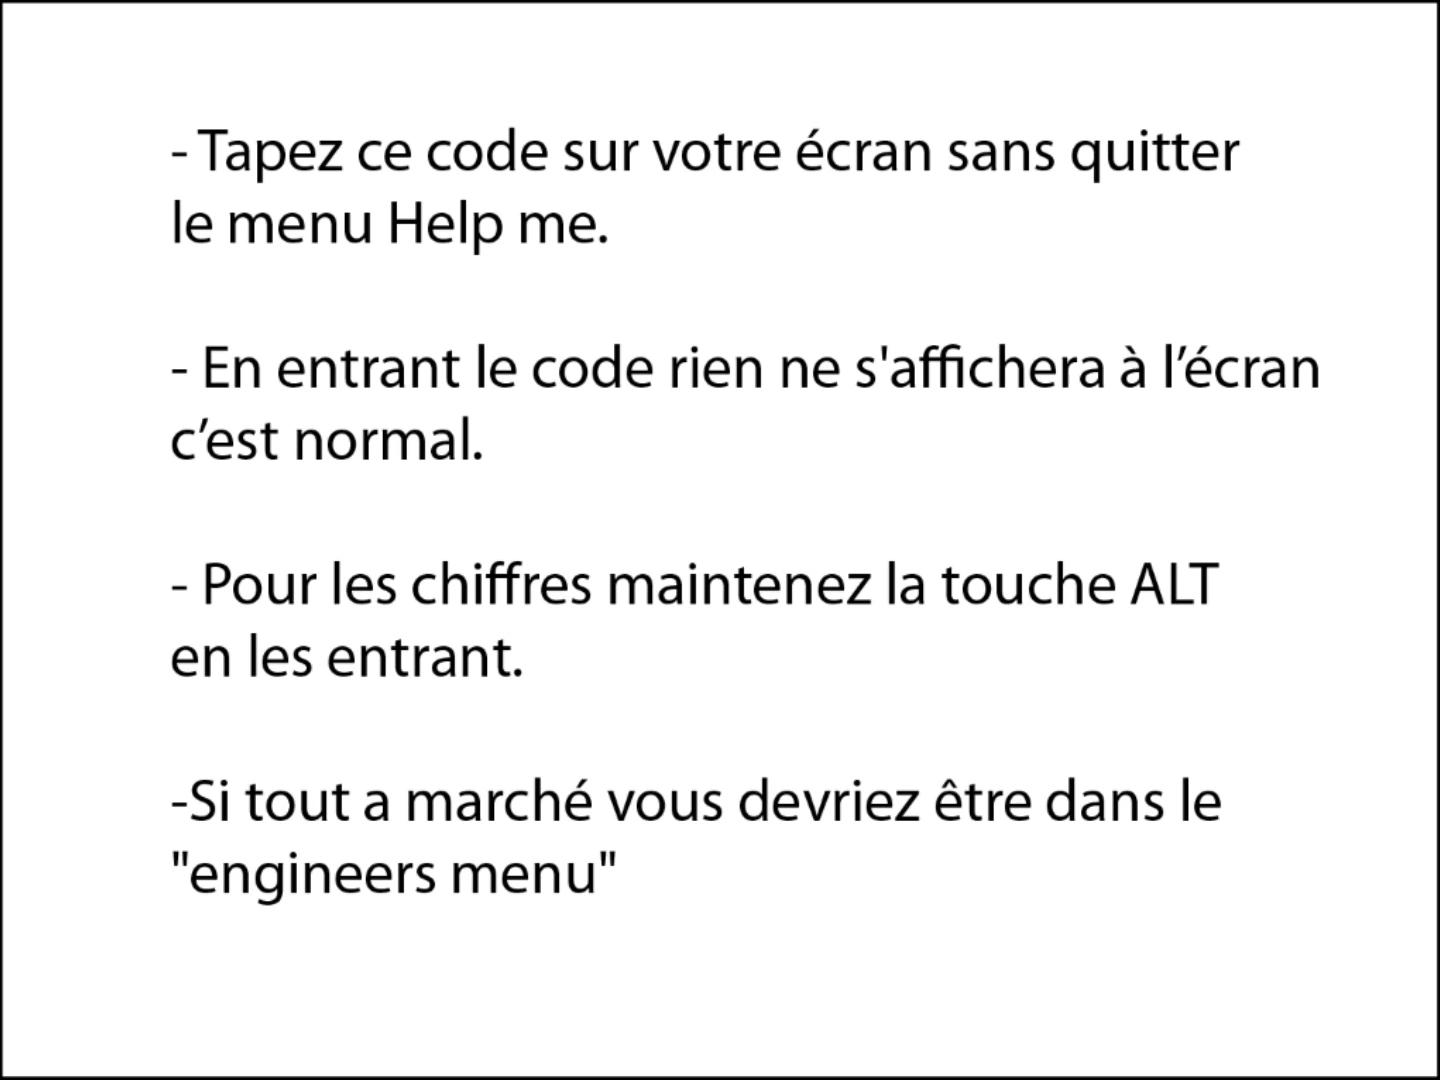 - Tapez ce code sur votre écran sans quitter
le menu Help me.
- En entrant le code rien ne s'affichera à l’écran
c’est normal.
- Pour les chiffres maintenez la touche ALT
en les entrant.
-Si tout a marché vous devriez être dans le
"engineers menu"